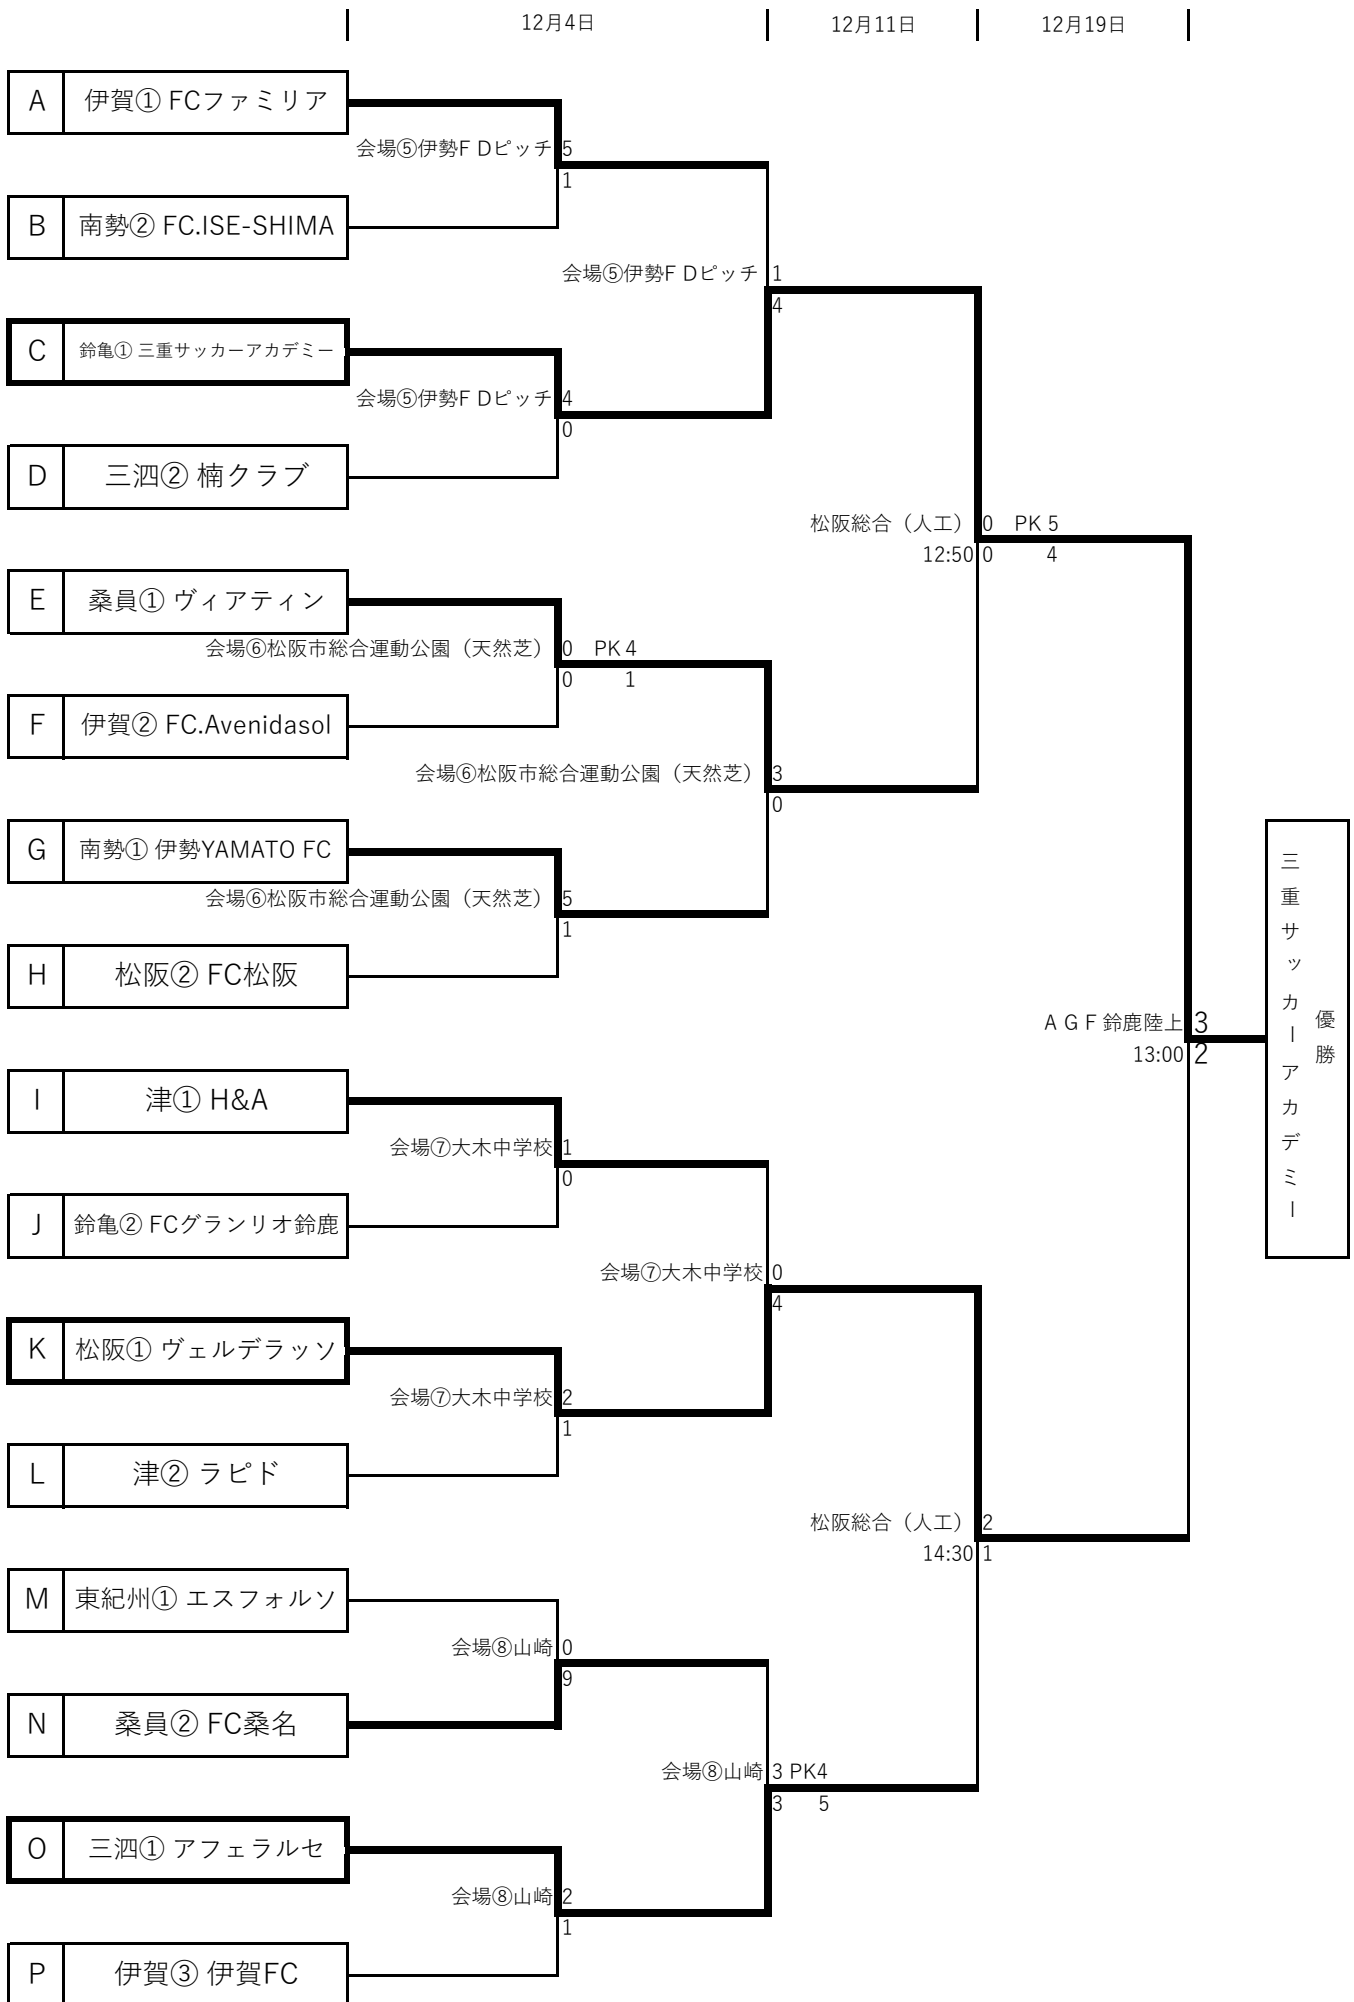 12月4日
12月11日
12月19日
A 伊賀① FCファミリア
会場⑤伊勢F Dピッチ 5
1
B 南勢② FC.ISE-SHIMA
会場⑤伊勢F Dピッチ 1
4
C 鈴亀① 三重サッカーアカデミー
会場⑤伊勢F Dピッチ 4
0
D 三泗② 楠クラブ
松阪総合（人工） 0 PK 5
12:50 0 4
E 桑員① ヴィアティン
会場⑥松阪市総合運動公園（天然芝） 0 PK 4
0 1
F 伊賀② FC.Avenidasol
会場⑥松阪市総合運動公園（天然芝） 3
0
G 南勢① 伊勢YAMATO FC
会場⑥松阪市総合運動公園（天然芝） 5
1
H 松阪② FC松阪
ＡＧＦ鈴鹿陸上 3
13:00 2
優勝
三重サッカーアカデミー
I 津① H&A
会場⑦大木中学校 1
0
J 鈴亀② FCグランリオ鈴鹿
会場⑦大木中学校 0
4
K 松阪① ヴェルデラッソ
会場⑦大木中学校 2
1
L 津② ラピド
松阪総合（人工） 2
14:30 1
M 東紀州① エスフォルソ
会場⑧山崎 0
9
N 桑員② FC桑名
会場⑧山崎 3 PK4
3 5
O 三泗① アフェラルセ
会場⑧山崎 2
1
P 伊賀③ 伊賀FC